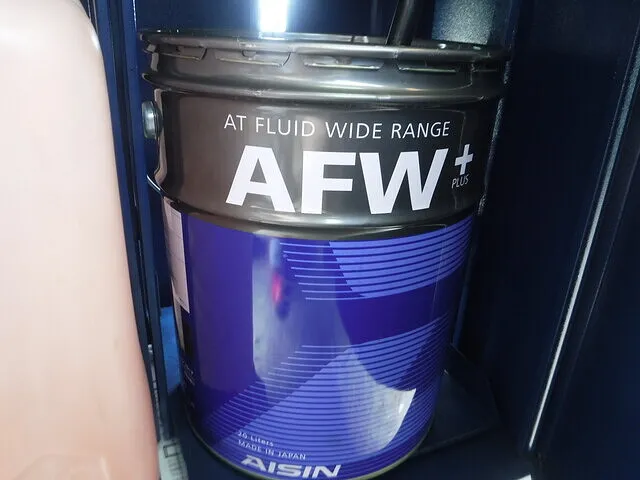 AT FLUID WIDE RANGE
AFW+
PLUS
20 Liters
MADE IN JAPAN
AISIN